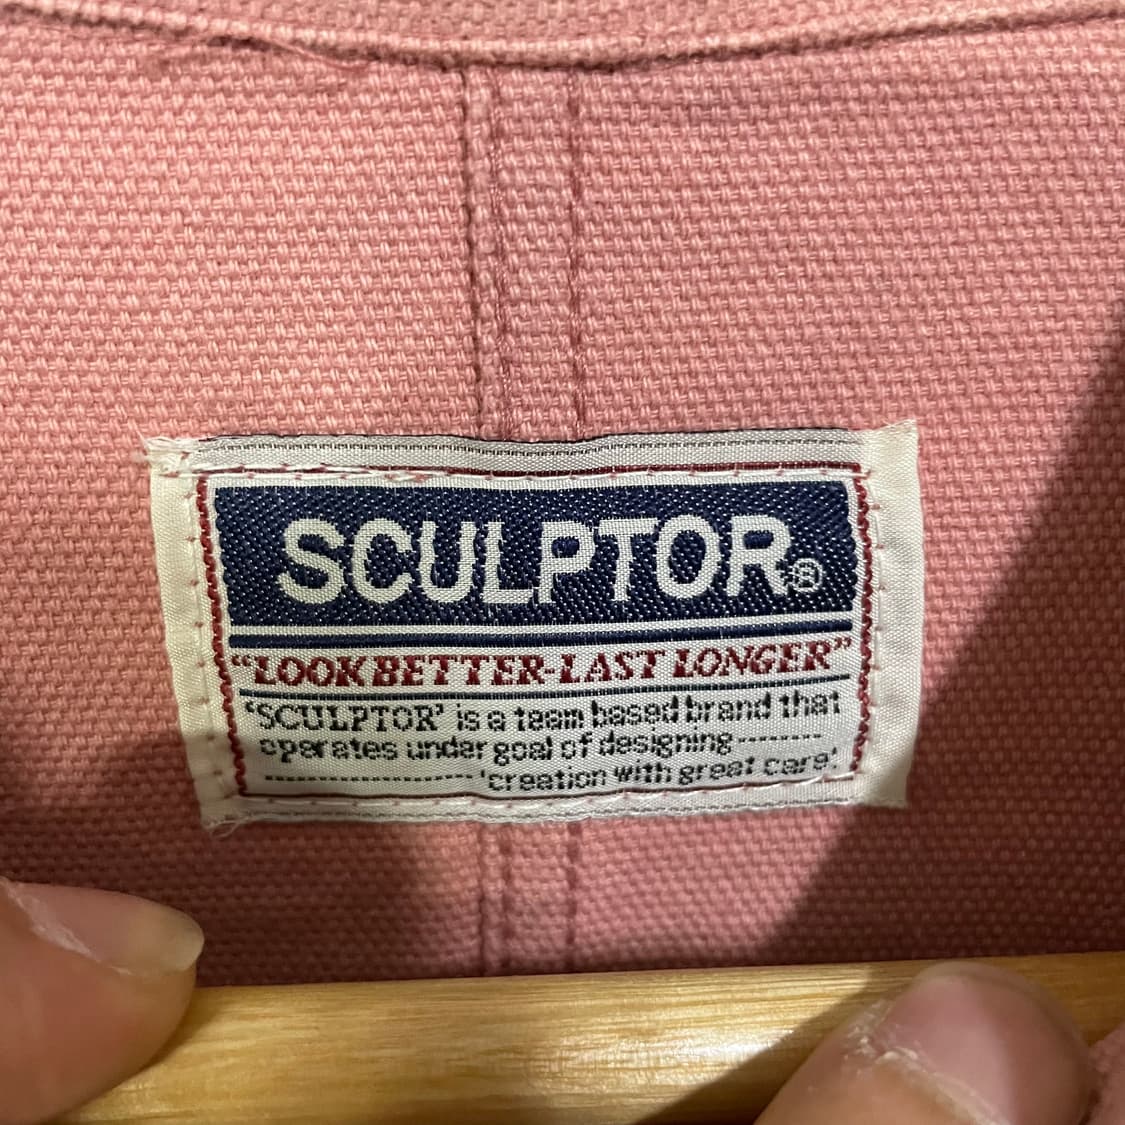 SCULPTOR®
“LOOK BETTER-LAST LONGER”
‘SCULPTOR’ is a team based brand that
operates under goal of designing--------
-------------------‘creation with great care.’